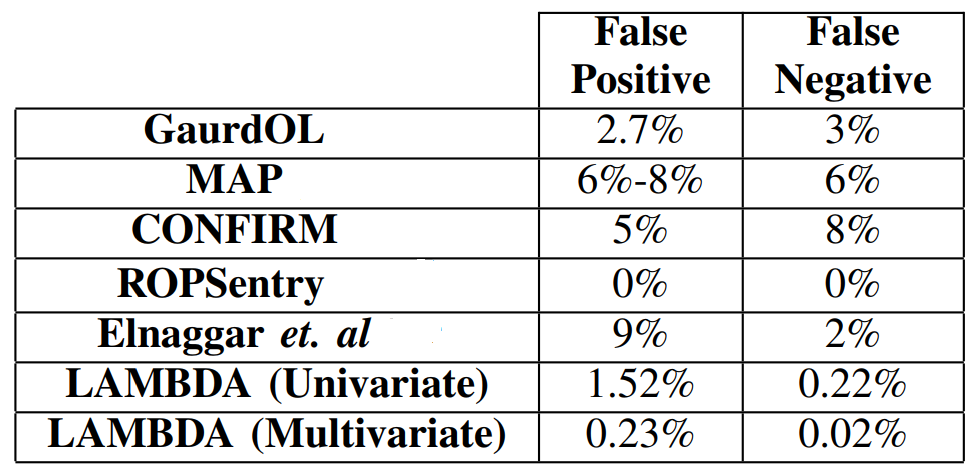 False Positive False Negative
GaurdOL 2.7% 3%
MAP 6%-8% 6%
CONFIRM 5% 8%
ROPSentry 0% 0%
Elnaggar et. al 9% 2%
LAMBDA (Univariate) 1.52% 0.22%
LAMBDA (Multivariate) 0.23% 0.02%